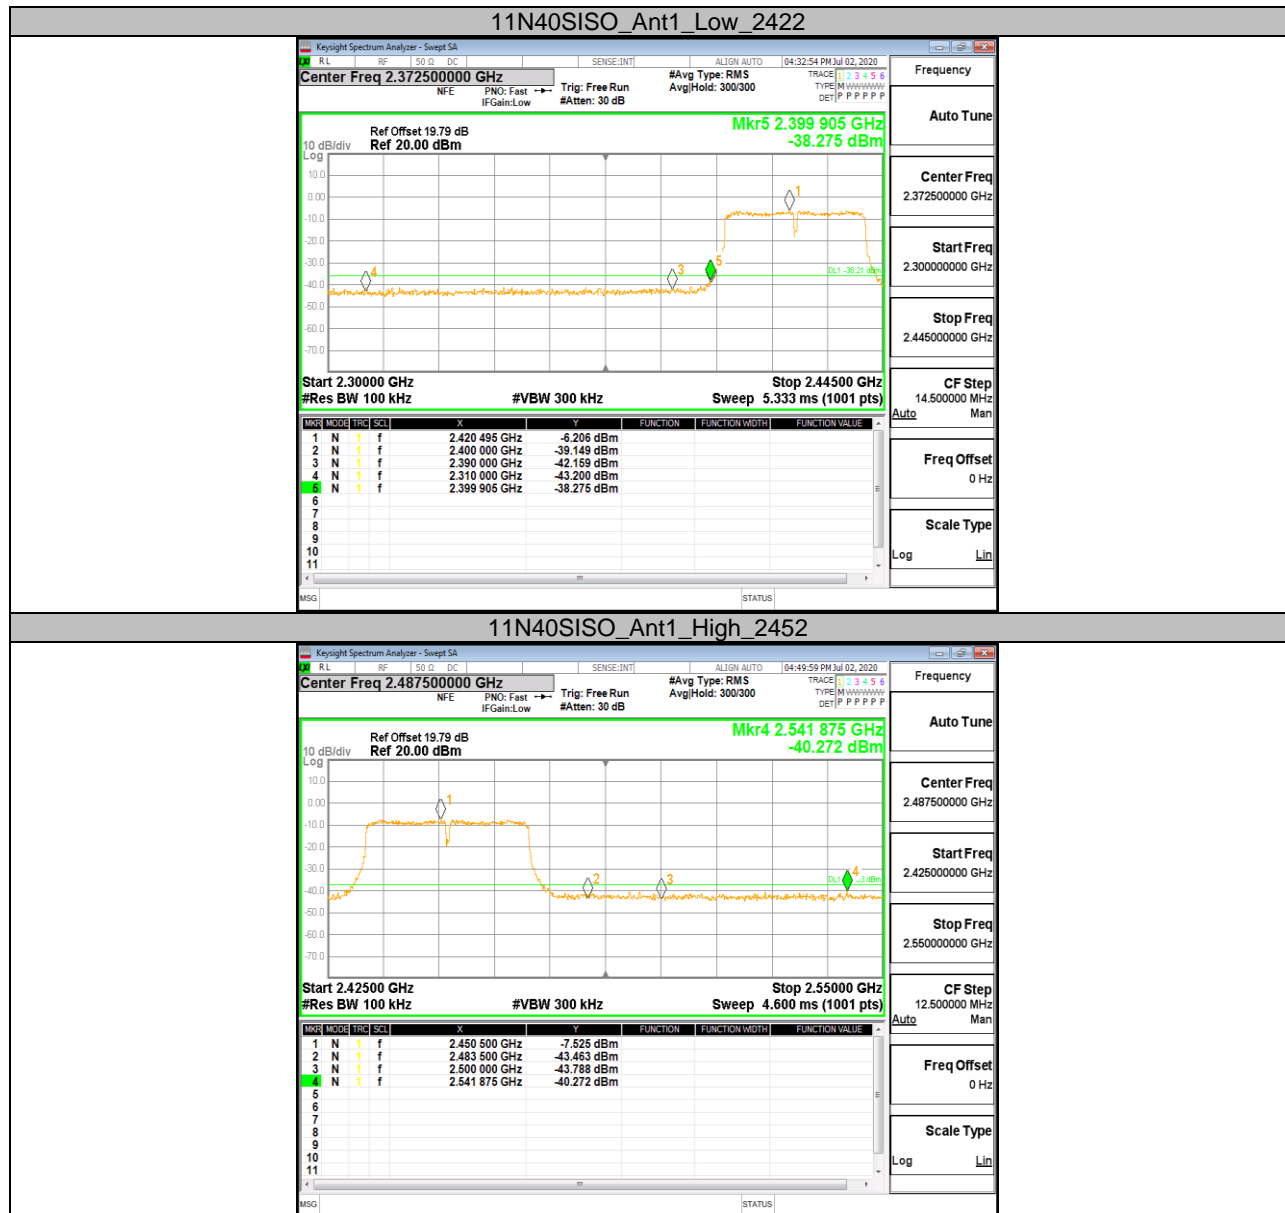 11N40SISO_Ant1_Low_2422
Keysight Spectrum Analyzer - Swept SA
RL RF 50 Ω DC SENSE:INT ALIGN AUTO 04:32:54 PM Jul 02, 2020
Center Freq 2.372500000 GHz
NFE PNO: Fast IFGain:Low
Trig: Free Run
#Atten: 30 dB
#Avg Type: RMS
Avg|Hold: 300/300
TRACE 1 2 3 4 5 6
TYPE M WWWWW
DET P P P P P P
Frequency
Auto Tune
Center Freq
2.372500000 GHz
Start Freq
2.300000000 GHz
Stop Freq
2.445000000 GHz
CF Step
14.500000 MHz
Auto Man
Freq Offset
0 Hz
Scale Type
Log Lin
Mkr5 2.399 905 GHz
-38.275 dBm
Ref Offset 19.79 dB
10 dB/div Ref 20.00 dBm
Log
10.0
0.00
-10.0
-20.0
-30.0
-40.0
-50.0
-60.0
-70.0
1
4
3
5
DL1 -36.21 dBm
Start 2.30000 GHz Stop 2.44500 GHz
#Res BW 100 kHz #VBW 300 kHz Sweep 5.333 ms (1001 pts)
MKR MODE TRC SCL X Y FUNCTION FUNCTION WIDTH FUNCTION VALUE
1 N 1 f 2.420 495 GHz -6.206 dBm
2 N 1 f 2.400 000 GHz -39.149 dBm
3 N 1 f 2.390 000 GHz -42.159 dBm
4 N 1 f 2.310 000 GHz -43.200 dBm
5 N 1 f 2.399 905 GHz -38.275 dBm
6
7
8
9
10
11
MSG STATUS
11N40SISO_Ant1_High_2452
Keysight Spectrum Analyzer - Swept SA
RL RF 50 Ω DC SENSE:INT ALIGN AUTO 04:49:59 PM Jul 02, 2020
Center Freq 2.487500000 GHz
NFE PNO: Fast IFGain:Low
Trig: Free Run
#Atten: 30 dB
#Avg Type: RMS
Avg|Hold: 300/300
TRACE 1 2 3 4 5 6
TYPE M WWWWW
DET P P P P P P
Frequency
Auto Tune
Center Freq
2.487500000 GHz
Start Freq
2.425000000 GHz
Stop Freq
2.550000000 GHz
CF Step
12.500000 MHz
Auto Man
Freq Offset
0 Hz
Scale Type
Log Lin
Mkr4 2.541 875 GHz
-40.272 dBm
Ref Offset 19.79 dB
10 dB/div Ref 20.00 dBm
Log
10.0
0.00
-10.0
-20.0
-30.0
-40.0
-50.0
-60.0
-70.0
1
2
3
4
Start 2.42500 GHz Stop 2.55000 GHz
#Res BW 100 kHz #VBW 300 kHz Sweep 4.600 ms (1001 pts)
MKR MODE TRC SCL X Y FUNCTION FUNCTION WIDTH FUNCTION VALUE
1 N 1 f 2.450 500 GHz -7.525 dBm
2 N 1 f 2.483 500 GHz -43.463 dBm
3 N 1 f 2.500 000 GHz -43.788 dBm
4 N 1 f 2.541 875 GHz -40.272 dBm
5
6
7
8
9
10
11
MSG STATUS